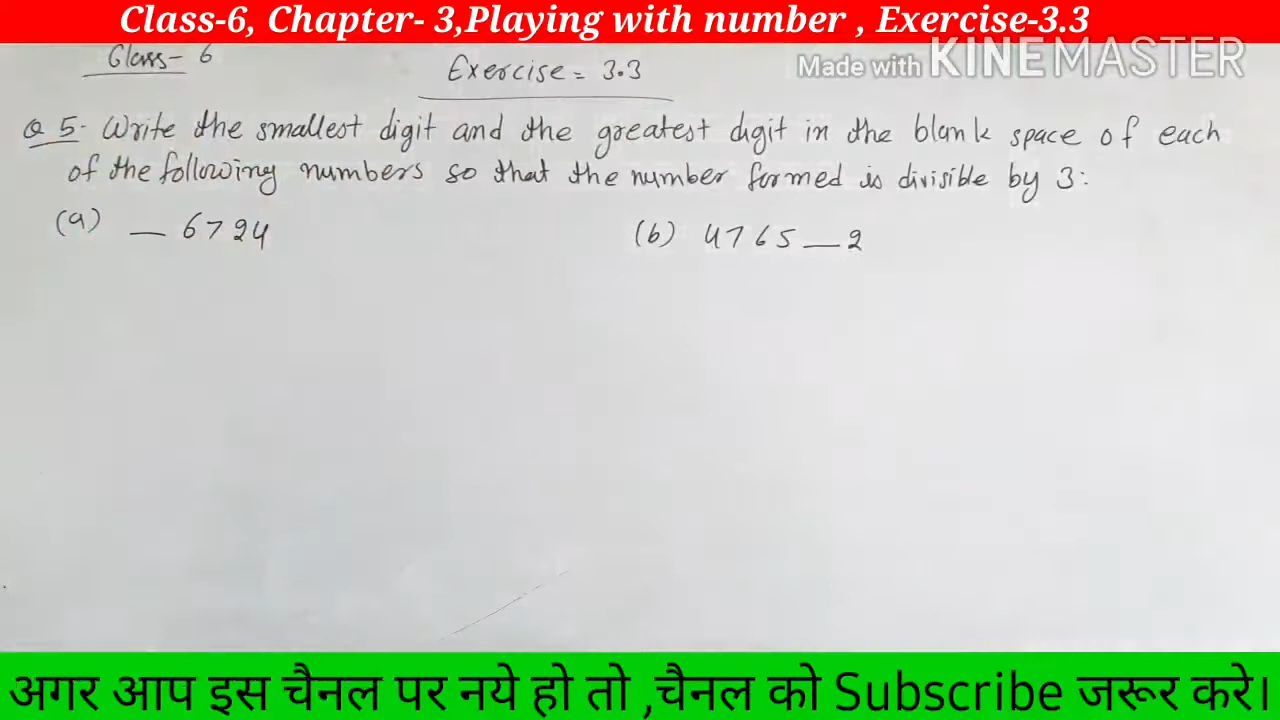 Class-6, Chapter- 3,Playing with number , Exercise-3.3
Class- 6
Made with KINEMASTER
Exercise = 3.3
Q 5. Write the smallest digit and the greatest digit in the blank space of each
of the following numbers so that the number formed is divisible by 3:
(a) __ 6724
(b) 4765__2
अगर आप इस चैनल पर नये हो तो ,चैनल को Subscribe जरूर करे।